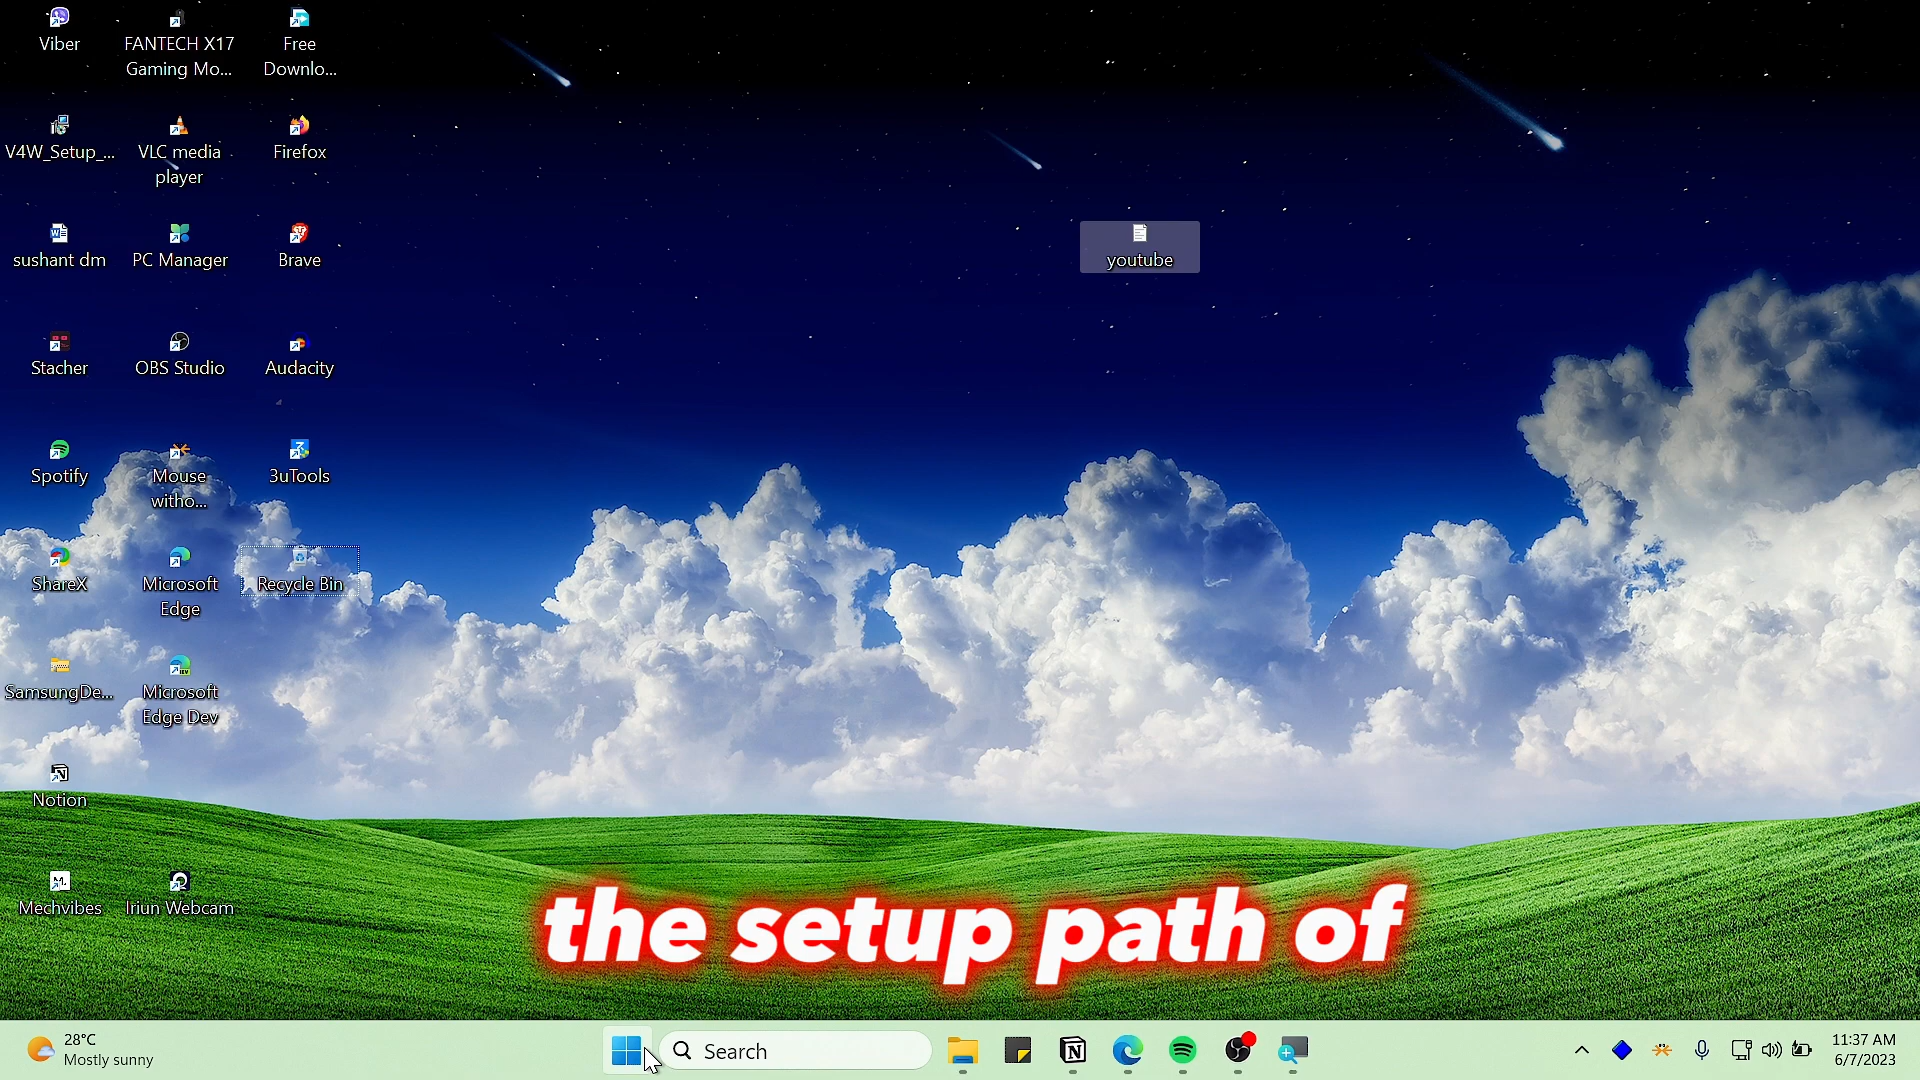 Viber
FANTECH X17
Gaming Mo...
Free
Downlo...
V4W_Setup_...
VLC media
player
Firefox
sushant dm
PC Manager
Brave
youtube
Stacher
OBS Studio
Audacity
Spotify
Mouse
witho...
3uTools
ShareX
Microsoft
Edge
Recycle Bin
SamsungDe...
Microsoft
Edge Dev
Notion
Mechvibes
Iriun Webcam
the setup path of
28°C
Mostly sunny
Search
11:37 AM
6/7/2023